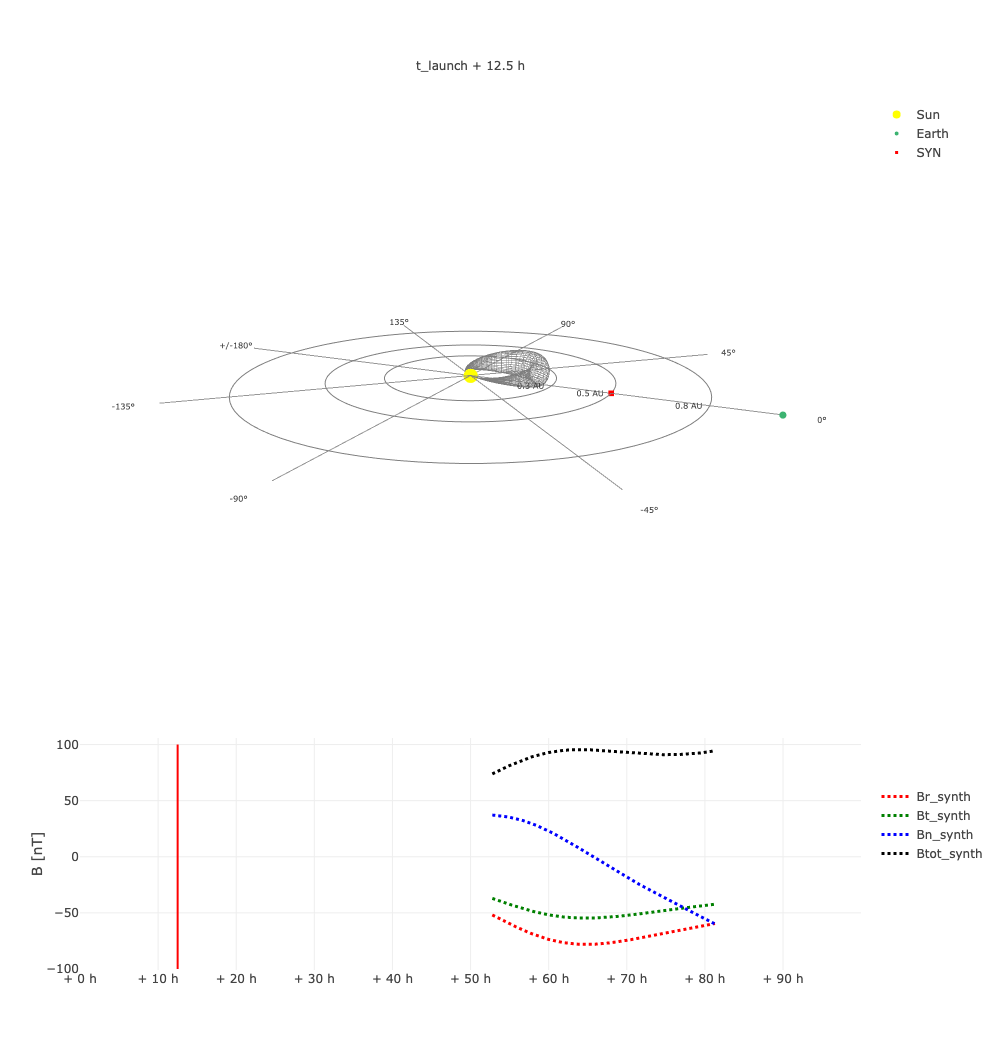 t_launch + 12.5 h
Sun
Earth
SYN
135°
90°
+/-180°
45°
0.3 AU
0.5 AU
-135°
0.8 AU
0°
-90°
-45°
B [nT]
100
50
0
−50
−100
+ 0 h
+ 10 h
+ 20 h
+ 30 h
+ 40 h
+ 50 h
+ 60 h
+ 70 h
+ 80 h
+ 90 h
Br_synth
Bt_synth
Bn_synth
Btot_synth